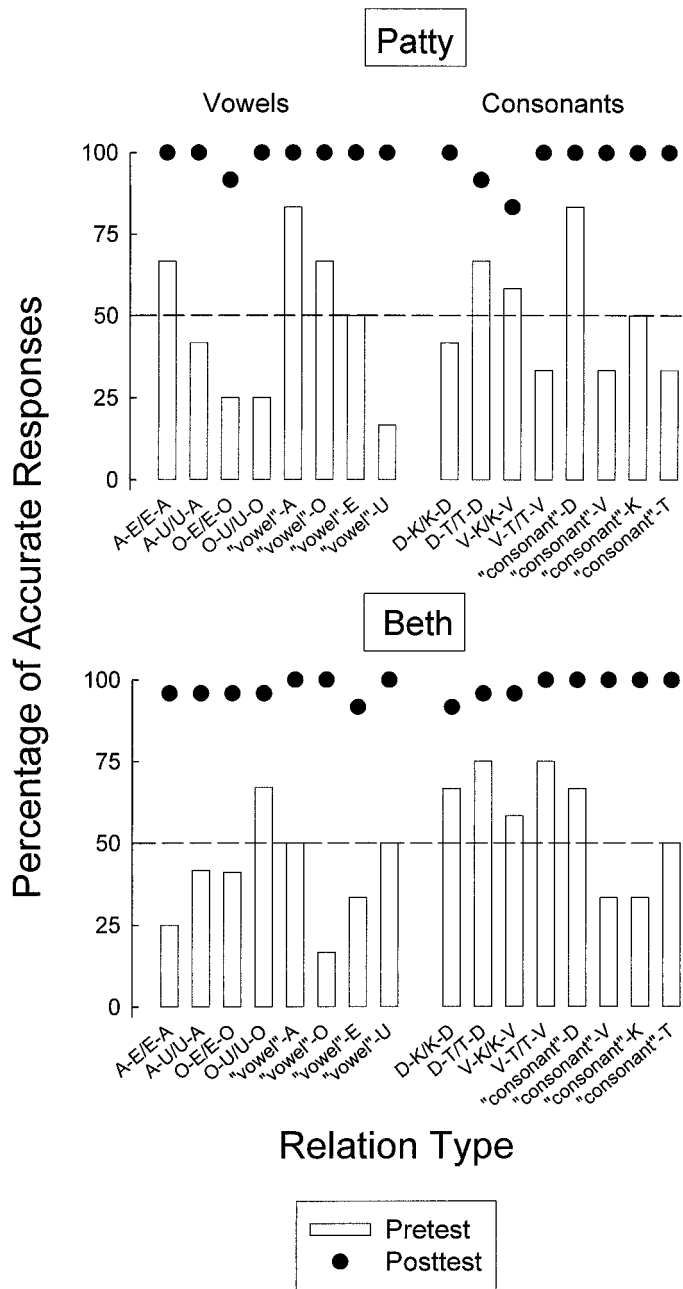 Patty
Vowels Consonants
100
75
50
25
0
A-E/E-A
A-U/U-A
O-E/E-O
O-U/U-O
"vowel"-A
"vowel"-O
"vowel"-E
"vowel"-U
D-K/K-D
D-T/T-D
V-K/K-V
V-T/T-V
"consonant"-D
"consonant"-V
"consonant"-K
"consonant"-T
Percentage of Accurate Responses
Beth
100
75
50
25
0
A-E/E-A
A-U/U-A
O-E/E-O
O-U/U-O
"vowel"-A
"vowel"-O
"vowel"-E
"vowel"-U
D-K/K-D
D-T/T-D
V-K/K-V
V-T/T-V
"consonant"-D
"consonant"-V
"consonant"-K
"consonant"-T
Relation Type
Pretest
Posttest